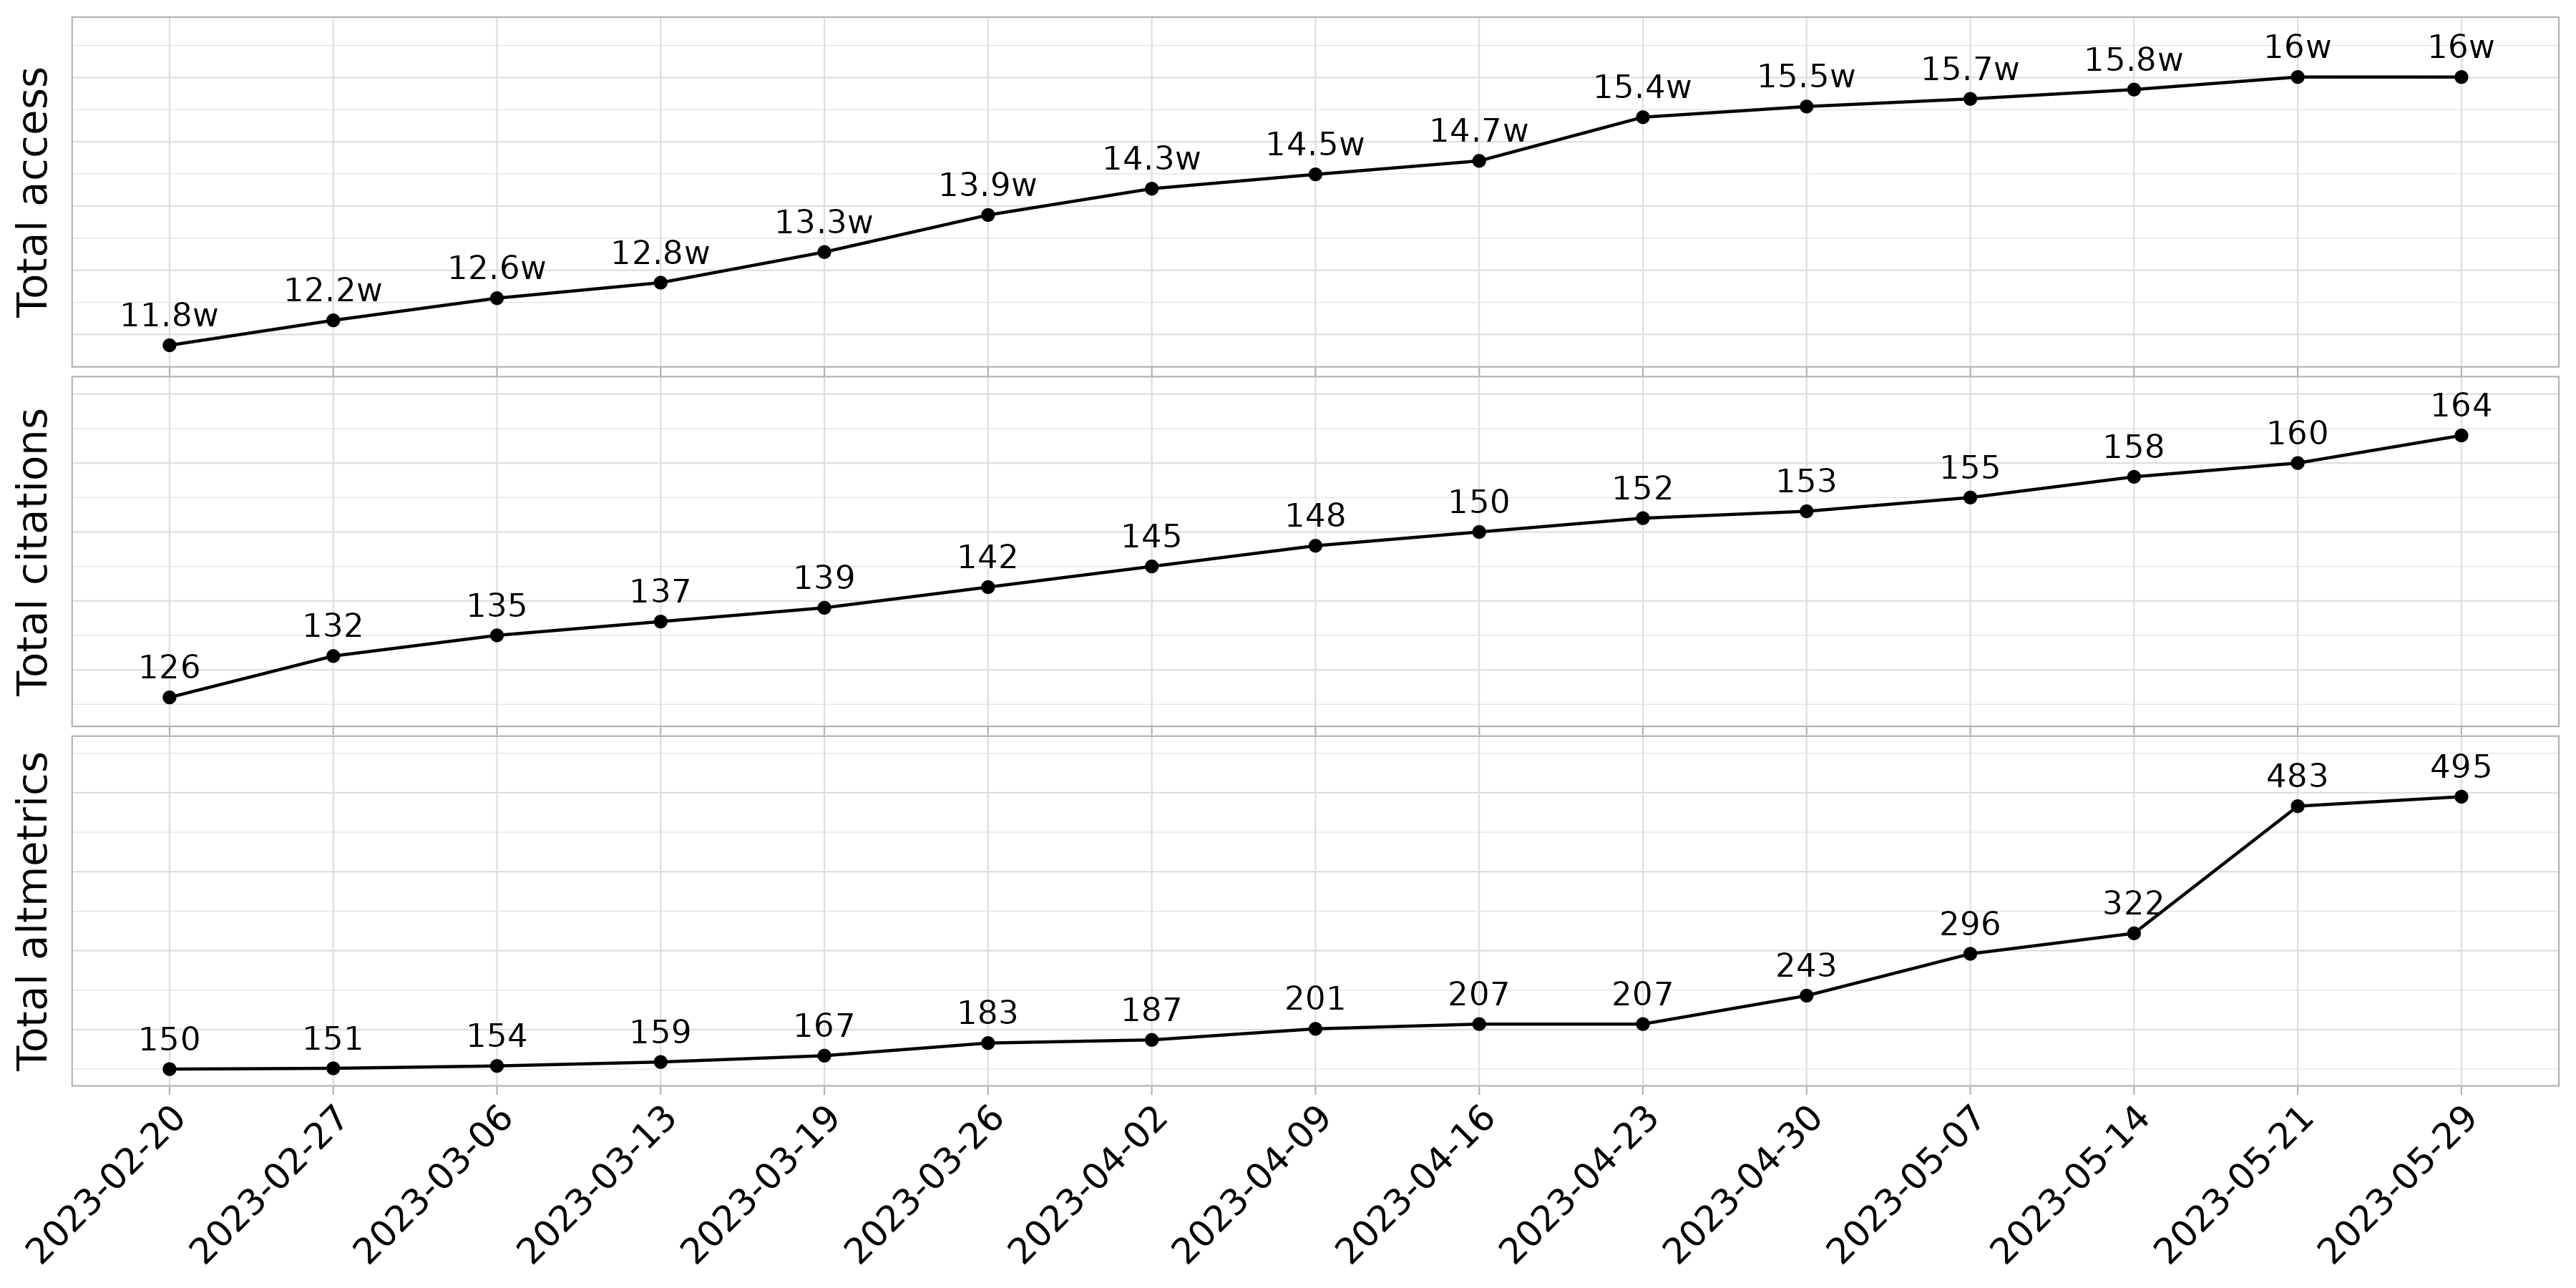 Total access
11.8w 12.2w 12.6w 12.8w 13.3w 13.9w 14.3w 14.5w 14.7w 15.4w 15.5w 15.7w 15.8w 16w 16w
Total citations
126 132 135 137 139 142 145 148 150 152 153 155 158 160 164
Total altmetrics
150 151 154 159 167 183 187 201 207 207 243 296 322 483 495
2023-02-20 2023-02-27 2023-03-06 2023-03-13 2023-03-19 2023-03-26 2023-04-02 2023-04-09 2023-04-16 2023-04-23 2023-04-30 2023-05-07 2023-05-14 2023-05-21 2023-05-29